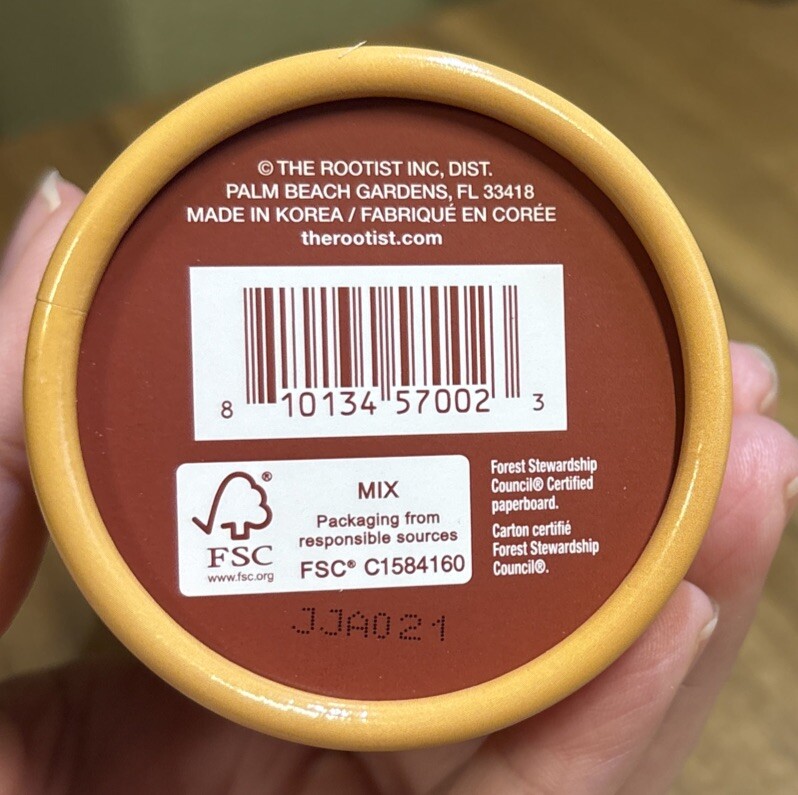 © THE ROOTIST INC, DIST.
PALM BEACH GARDENS, FL 33418
MADE IN KOREA / FABRIQUÉ EN CORÉE
therootist.com
8 10134 57002 3
MIX
Packaging from
responsible sources
FSC® C1584160
FSC
www.fsc.org
Forest Stewardship
Council® Certified
paperboard.
Carton certifié
Forest Stewardship
Council®.
JJA021